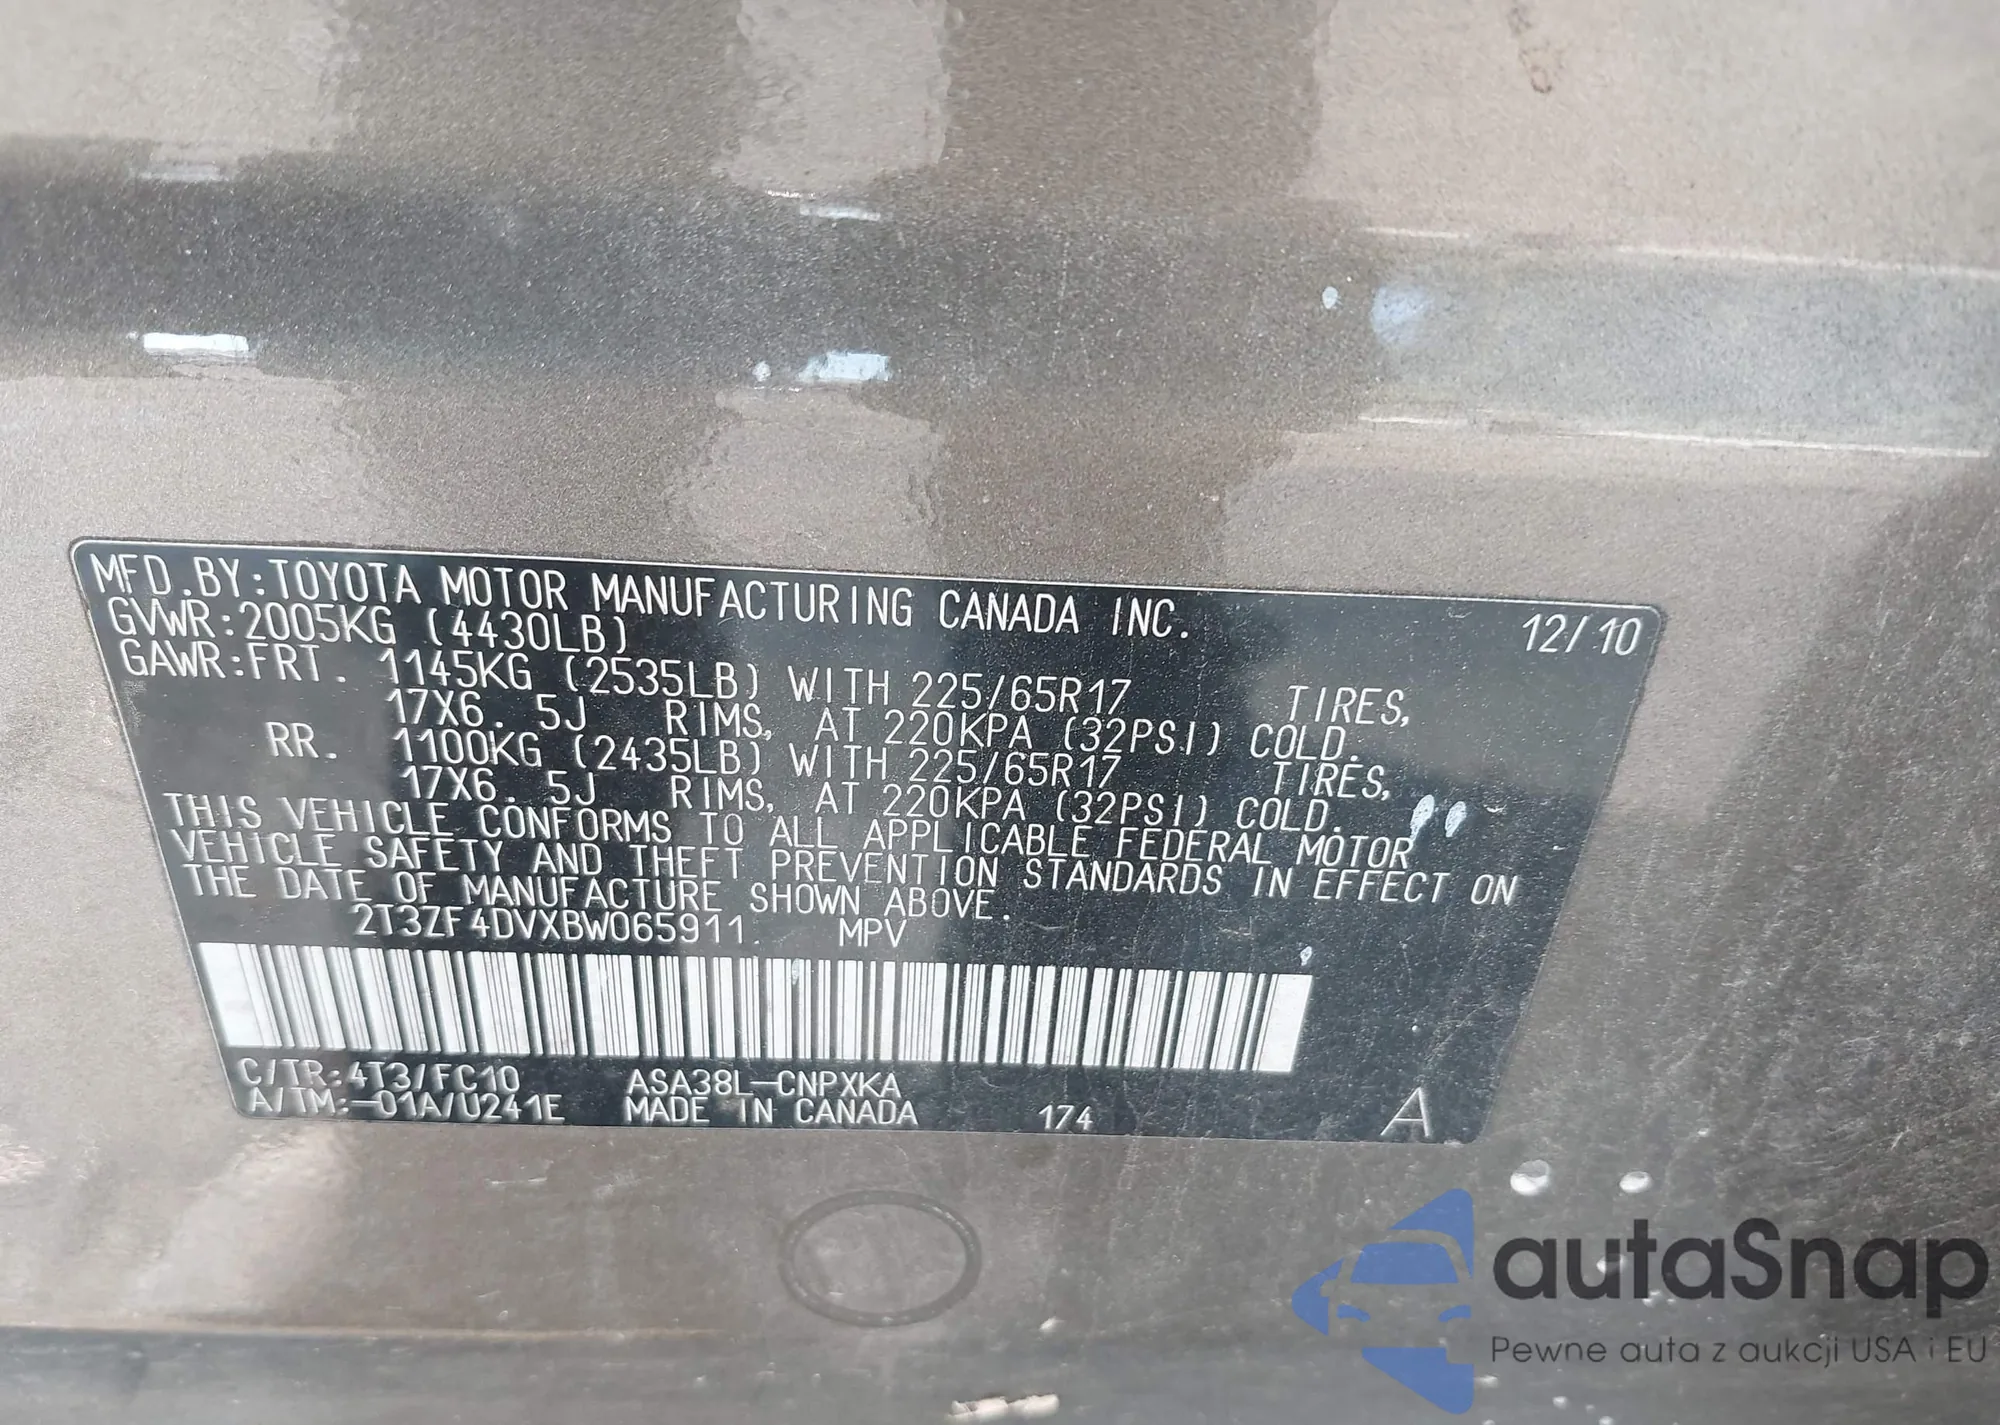 MFD.BY:TOYOTA MOTOR MANUFACTURING CANADA INC. 12/10
GVWR:2005KG (4430LB)
GAWR:FRT. 1145KG (2535LB) WITH 225/65R17 TIRES,
17X6.5J RIMS, AT 220KPA (32PSI) COLD.
RR. 1100KG (2435LB) WITH 225/65R17 TIRES,
17X6.5J RIMS, AT 220KPA (32PSI) COLD.
THIS VEHICLE CONFORMS TO ALL APPLICABLE FEDERAL MOTOR
VEHICLE SAFETY AND THEFT PREVENTION STANDARDS IN EFFECT ON
THE DATE OF MANUFACTURE SHOWN ABOVE.
2T3ZF4DVXBW065911 MPV
C/TR:4T3/FC10 ASA38L-CNPXKA
A/TM:-01A/U241E MADE IN CANADA 174 A
autaSnap
Pewne auta z aukcji USA i EU